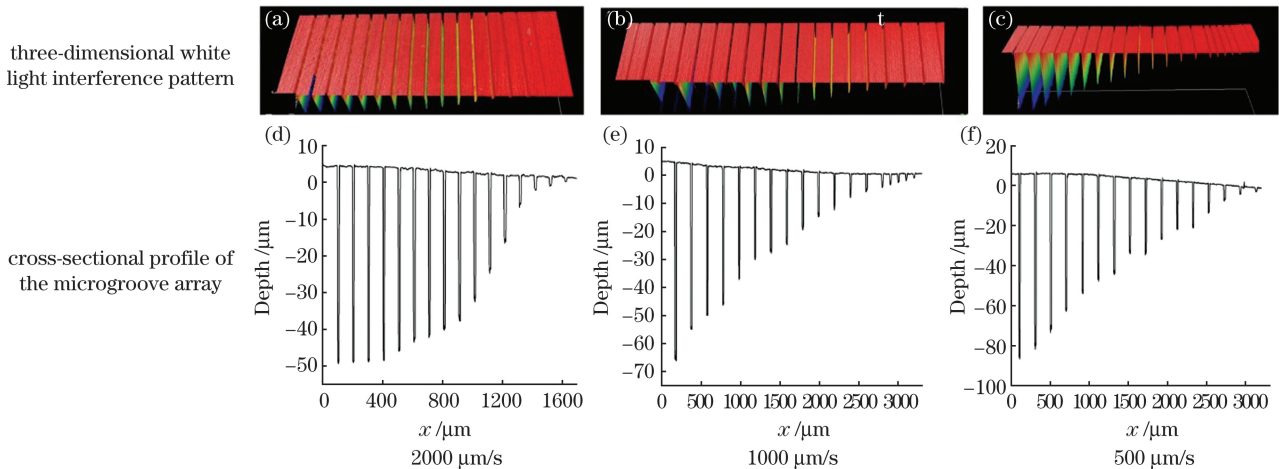 three-dimensional white
light interference pattern
(a)
(b)
t
(c)
cross-sectional profile of
the microgroove array
(d)
10
0
−10
−20
−30
−40
−50
Depth /μm
0 400 800 1200 1600
x /μm
2000 μm/s
(e)
10
0
−10
−20
−30
−40
−50
−60
−70
Depth /μm
0 500 1000 1500 2000 2500 3000
x /μm
1000 μm/s
(f)
20
0
−20
−40
−60
−80
−100
Depth /μm
0 500 1000 1500 2000 2500 3000
x /μm
500 μm/s